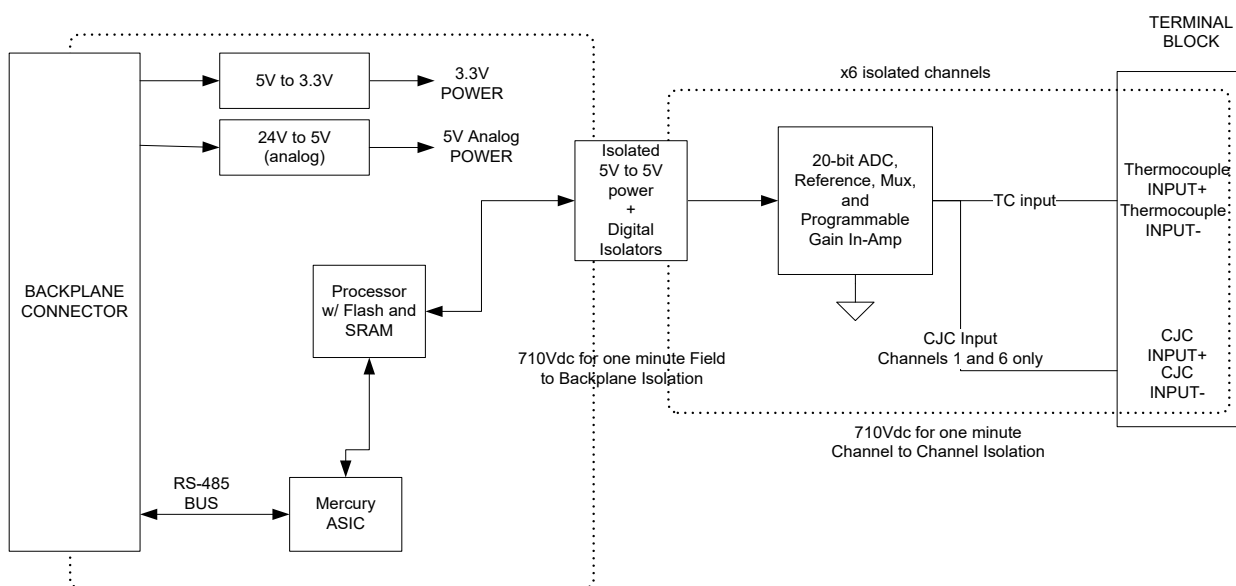 TERMINAL
BLOCK
x6 isolated channels
5V to 3.3V
3.3V
POWER
24V to 5V
(analog)
5V Analog
POWER
Isolated
5V to 5V
power
+
Digital
Isolators
20-bit ADC,
Reference, Mux,
and
Programmable
Gain In-Amp
TC input
Thermocouple
INPUT+
Thermocouple
INPUT-
BACKPLANE
CONNECTOR
Processor
w/ Flash and
SRAM
710Vdc for one minute Field
to Backplane Isolation
CJC Input
Channels 1 and 6 only
CJC
INPUT+
CJC
INPUT-
710Vdc for one minute
Channel to Channel Isolation
RS-485
BUS
Mercury
ASIC